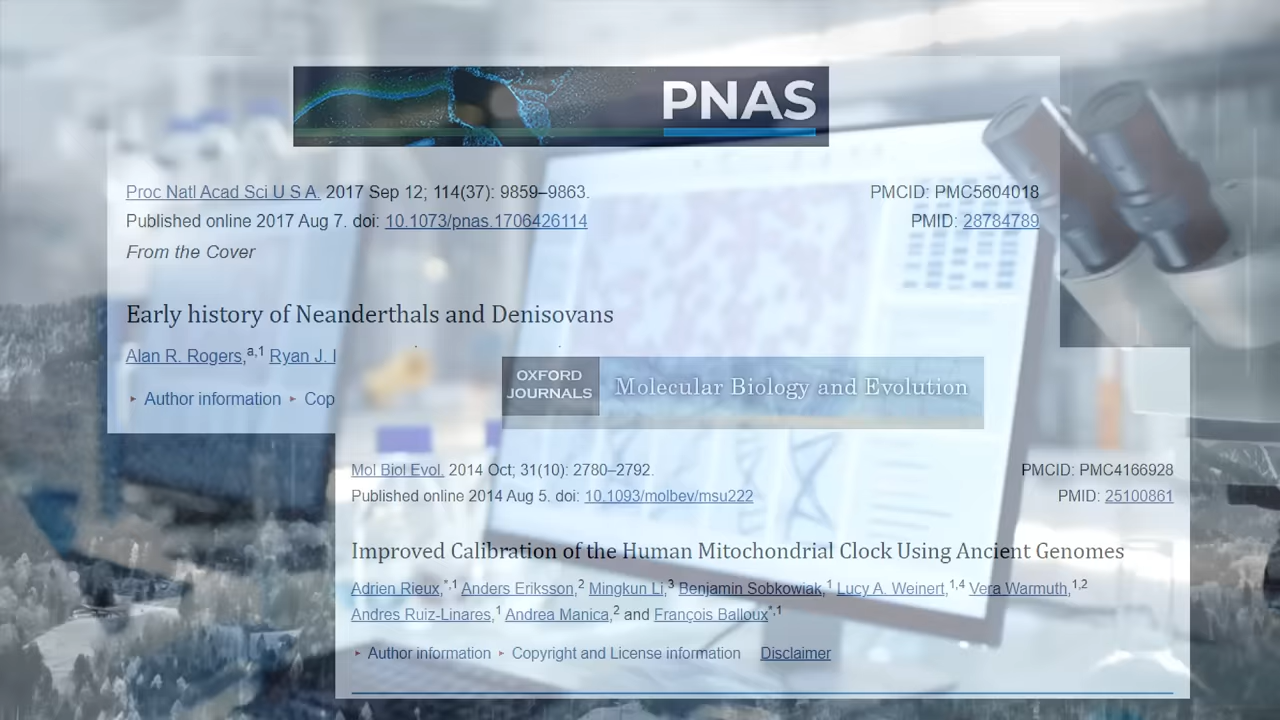 PNAS
Proc Natl Acad Sci U S A. 2017 Sep 12; 114(37): 9859–9863.
PMCID: PMC5604018
Published online 2017 Aug 7. doi: 10.1073/pnas.1706426114
PMID: 28784789
From the Cover
Early history of Neanderthals and Denisovans
Alan R. Rogers,a,1 Ryan J.
Author information Cop
OXFORD JOURNALS
Molecular Biology and Evolution
Mol Biol Evol. 2014 Oct; 31(10): 2780–2792.
PMCID: PMC4166928
Published online 2014 Aug 5. doi: 10.1093/molbev/msu222
PMID: 25100861
Improved Calibration of the Human Mitochondrial Clock Using Ancient Genomes
Adrien Rieux,*,1 Anders Eriksson,2 Mingkun Li,3 Benjamin Sobkowiak,1 Lucy A. Weinert,1,4 Vera Warmuth,1,2
Andres Ruiz-Linares,1 Andrea Manica,2 and François Balloux*,1
Author information Copyright and License information Disclaimer